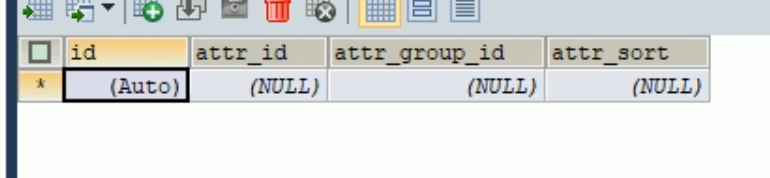 id attr_id attr_group_id attr_sort
* (Auto) (NULL) (NULL) (NULL)